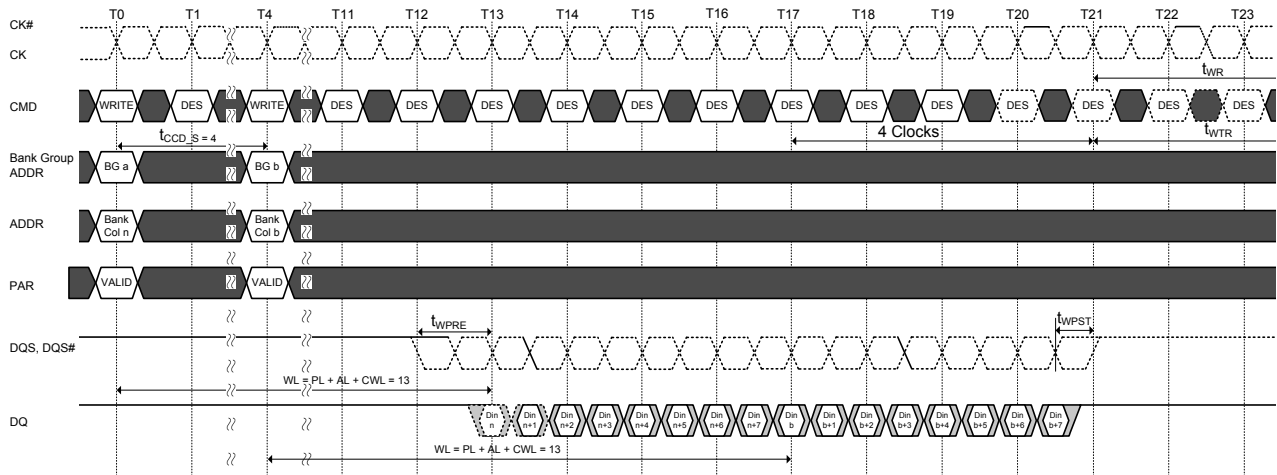 T0 T1 T4 T11 T12 T13 T14 T15 T16 T17 T18 T19 T20 T21 T22 T23
CK#
CK
tWR
CMD WRITE DES WRITE DES DES DES DES DES DES DES DES DES DES DES DES DES
tCCD_S = 4
4 Clocks
tWTR
Bank Group
ADDR
BG a BG b
ADDR
Bank
Col n
Bank
Col b
PAR VALID VALID
tWPRE
tWPST
DQS, DQS#
WL = PL + AL + CWL = 13
DQ
Din
n
Din
n+1
Din
n+2
Din
n+3
Din
n+4
Din
n+5
Din
n+6
Din
n+7
Din
b
Din
b+1
Din
b+2
Din
b+3
Din
b+4
Din
b+5
Din
b+6
Din
b+7
WL = PL + AL + CWL = 13